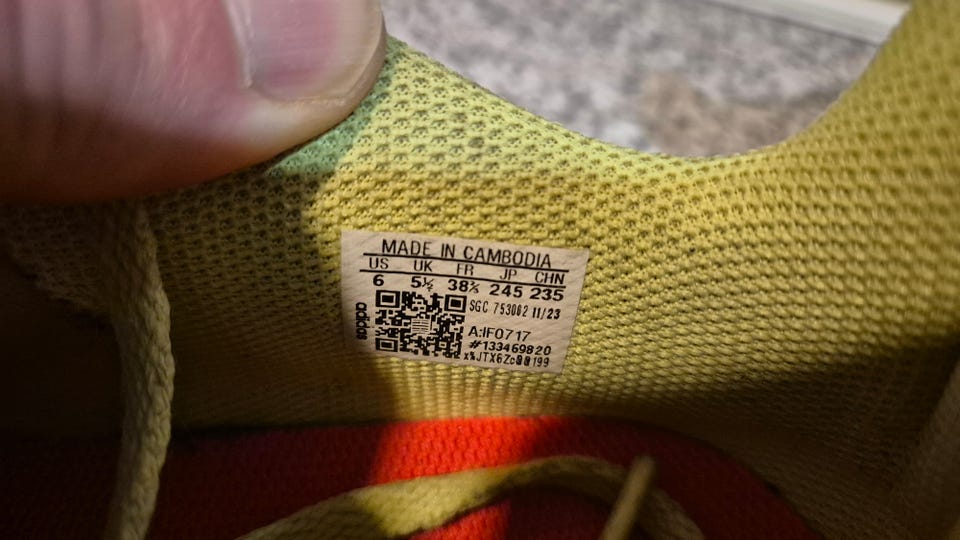 MADE IN CAMBODIA
US UK FR JP CHN
6 5½ 38⅔ 245 235
SGC 753002 11/23
adidas
A:IF0717
#133469820